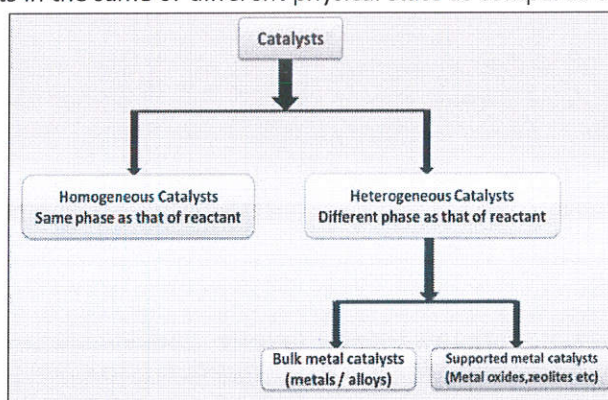 Catalysts
Homogeneous Catalysts
Same phase as that of reactant
Heterogeneous Catalysts
Different phase as that of reactant
Bulk metal catalysts
(metals / alloys)
Supported metal catalysts
(Metal oxides,zeolites etc)